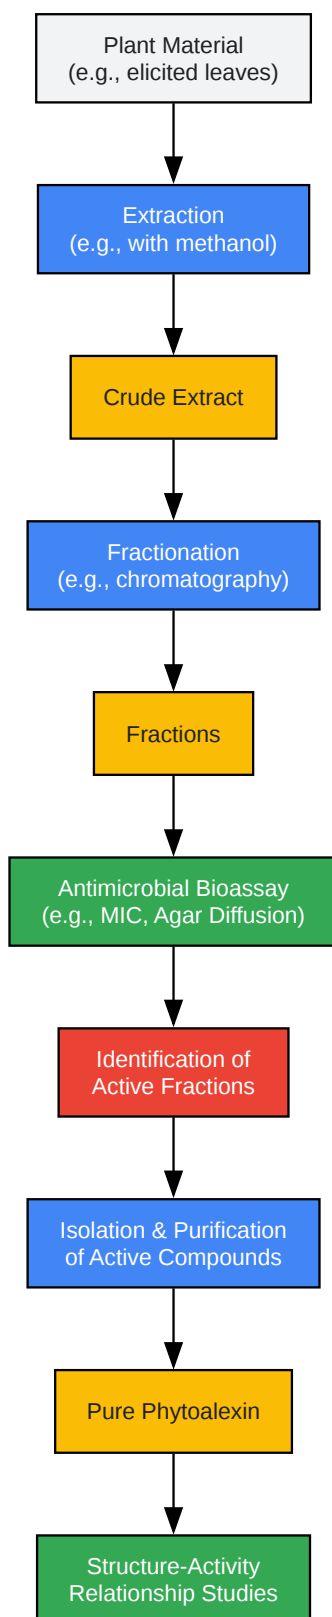 Plant Material
(e.g., elicited leaves)
Extraction
(e.g., with methanol)
Crude Extract
Fractionation
(e.g., chromatography)
Fractions
Antimicrobial Bioassay
(e.g., MIC, Agar Diffusion)
Identification of
Active Fractions
Isolation & Purification
of Active Compounds
Pure Phytoalexin
Structure-Activity
Relationship Studies